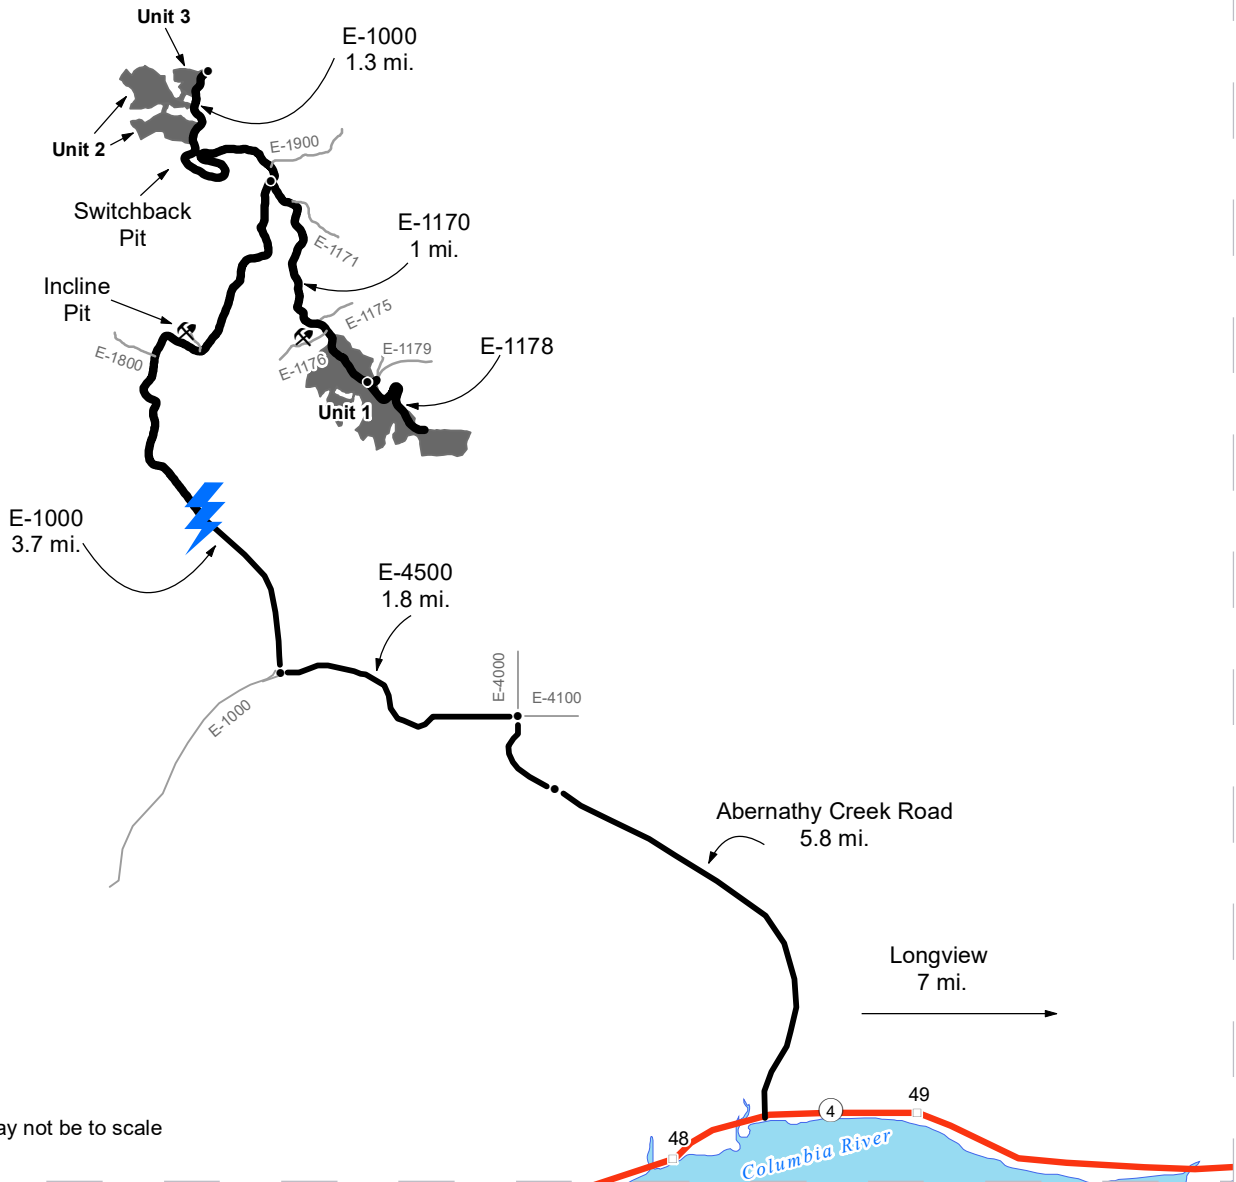 Unit 3
E-1000
1.3 mi.
Unit 2
E-1900
Switchback
Pit
E-1170
1 mi.
E-1171
Incline
Pit
E-1175
E-1800
E-1176
E-1179
E-1178
Unit 1
E-1000
3.7 mi.
E-4500
1.8 mi.
E-4000
E-4100
E-1000
Abernathy Creek Road
5.8 mi.
Longview
7 mi.
49
4
ay not be to scale
48
Columbia River